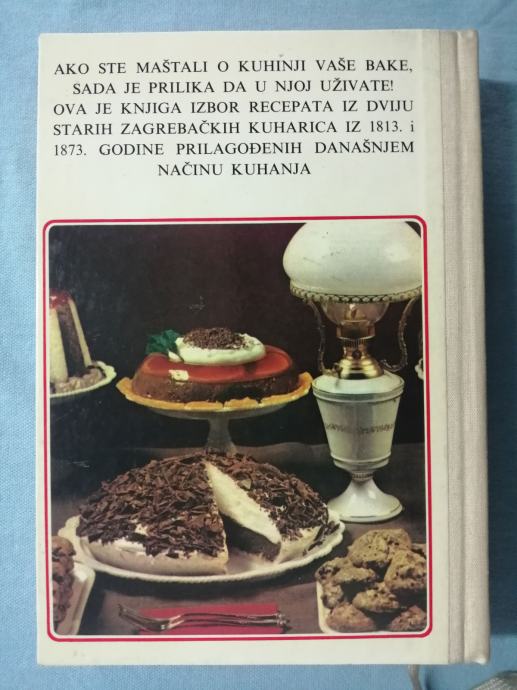 AKO STE MAŠTALI O KUHINJI VAŠE BAKE,
SADA JE PRILIKA DA U NJOJ UŽIVATE!
OVA JE KNJIGA IZBOR RECEPATA IZ DVIJU
STARIH ZAGREBAČKIH KUHARICA IZ 1813. i
1873. GODINE PRILAGOĐENIH DANAŠNJEM
NAČINU KUHANJA